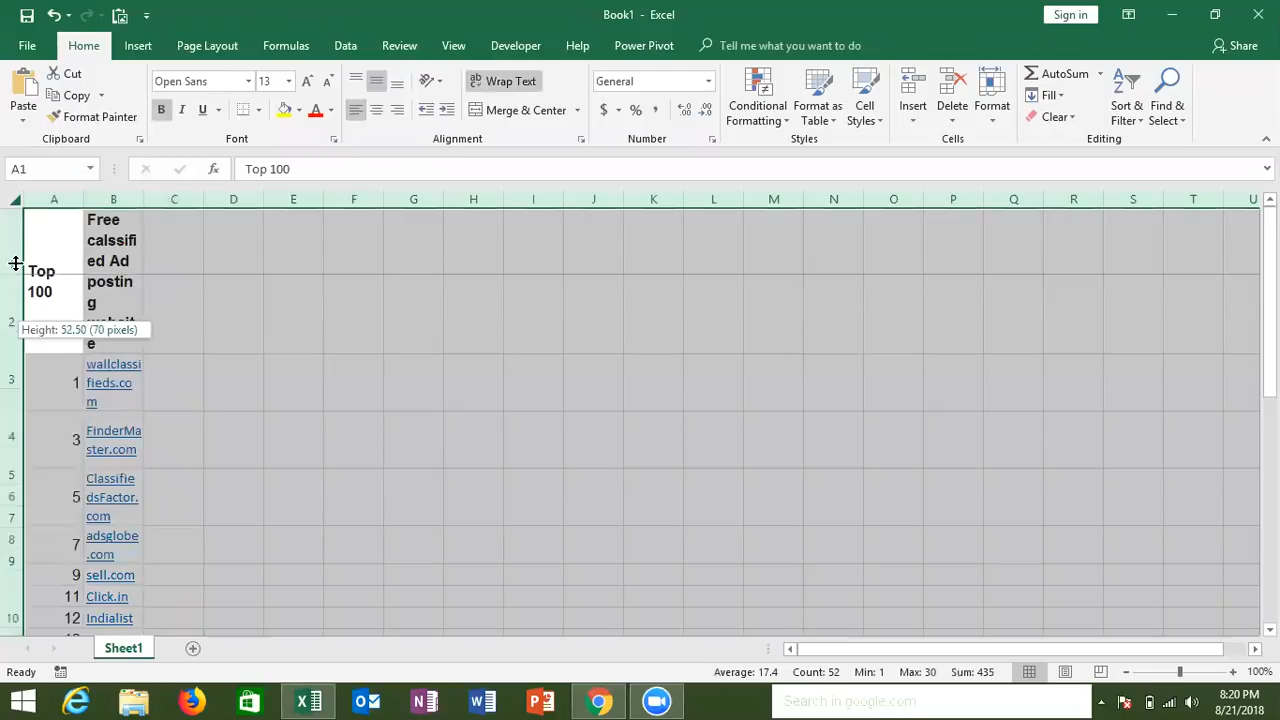 Book1 - Excel
Sign in
File Home Insert Page Layout Formulas Data Review View Developer Help Power Pivot Tell me what you want to do Share
Paste
Cut
Copy
Format Painter
Clipboard
Open Sans 13
B I U
Font
Wrap Text
Merge & Center
Alignment
General
$ % ,
Number
Conditional Formatting
Format as Table
Cell Styles
Styles
Insert Delete Format
Cells
AutoSum
Fill
Clear
Sort & Filter
Find & Select
Editing
A1 fx Top 100
A B C D E F G H I J K L M N O P Q R S T U
Top 100
Free
calssifi
ed Ad
postin
g
e
2
Height: 52.50 (70 pixels)
3 1 wallclassi
fieds.co
m
4 3 FinderMa
ster.com
5 Classifie
6 5 dsFactor.
7 com
8 adsglobe
7 .com
9 9 sell.com
11 Click.in
10 12 Indialist
Sheet1
Ready Average: 17.4 Count: 52 Min: 1 Max: 30 Sum: 435 100%
Search in google.com
8:20 PM
8/21/2018